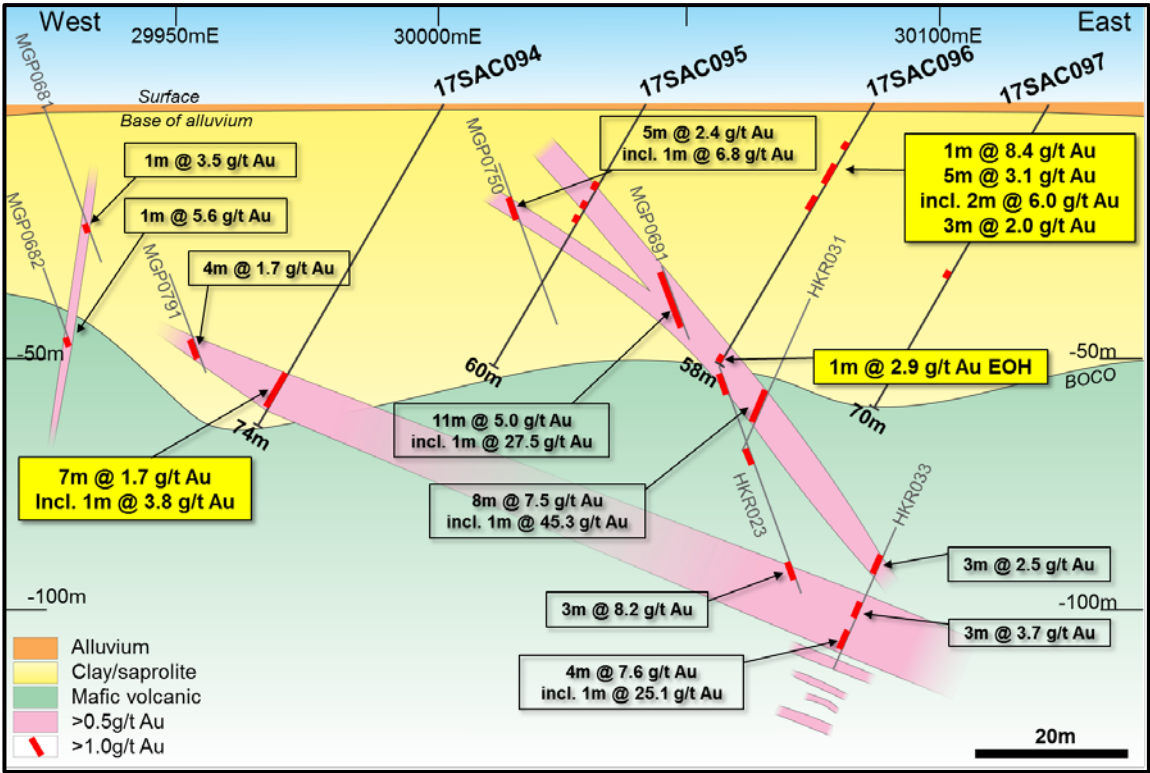 West
East
29950mE
30000mE
30100mE
MGP0681
17SAC094
17SAC095
17SAC096
17SAC097
Surface
Base of alluvium
1m @ 3.5 g/t Au
5m @ 2.4 g/t Au
incl. 1m @ 6.8 g/t Au
1m @ 8.4 g/t Au
5m @ 3.1 g/t Au
incl. 2m @ 6.0 g/t Au
3m @ 2.0 g/t Au
MGP0750
1m @ 5.6 g/t Au
MGP0682
MGP0791
4m @ 1.7 g/t Au
MGP0691
HKR031
-50m
-50m
BOCO
60m
58m
1m @ 2.9 g/t Au EOH
70m
74m
11m @ 5.0 g/t Au
incl. 1m @ 27.5 g/t Au
7m @ 1.7 g/t Au
Incl. 1m @ 3.8 g/t Au
8m @ 7.5 g/t Au
incl. 1m @ 45.3 g/t Au
HKR023
HKR033
3m @ 2.5 g/t Au
-100m
-100m
3m @ 8.2 g/t Au
3m @ 3.7 g/t Au
4m @ 7.6 g/t Au
incl. 1m @ 25.1 g/t Au
Alluvium
Clay/saprolite
Mafic volcanic
>0.5g/t Au
>1.0g/t Au
20m